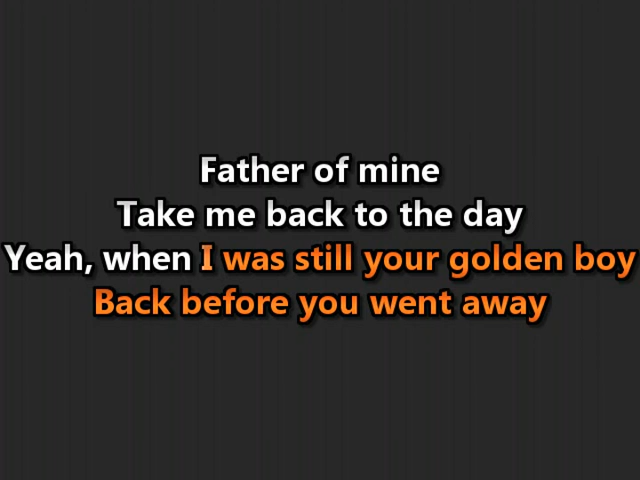 Father of mine
Take me back to the day
Yeah, when I was still your golden boy
Back before you went away